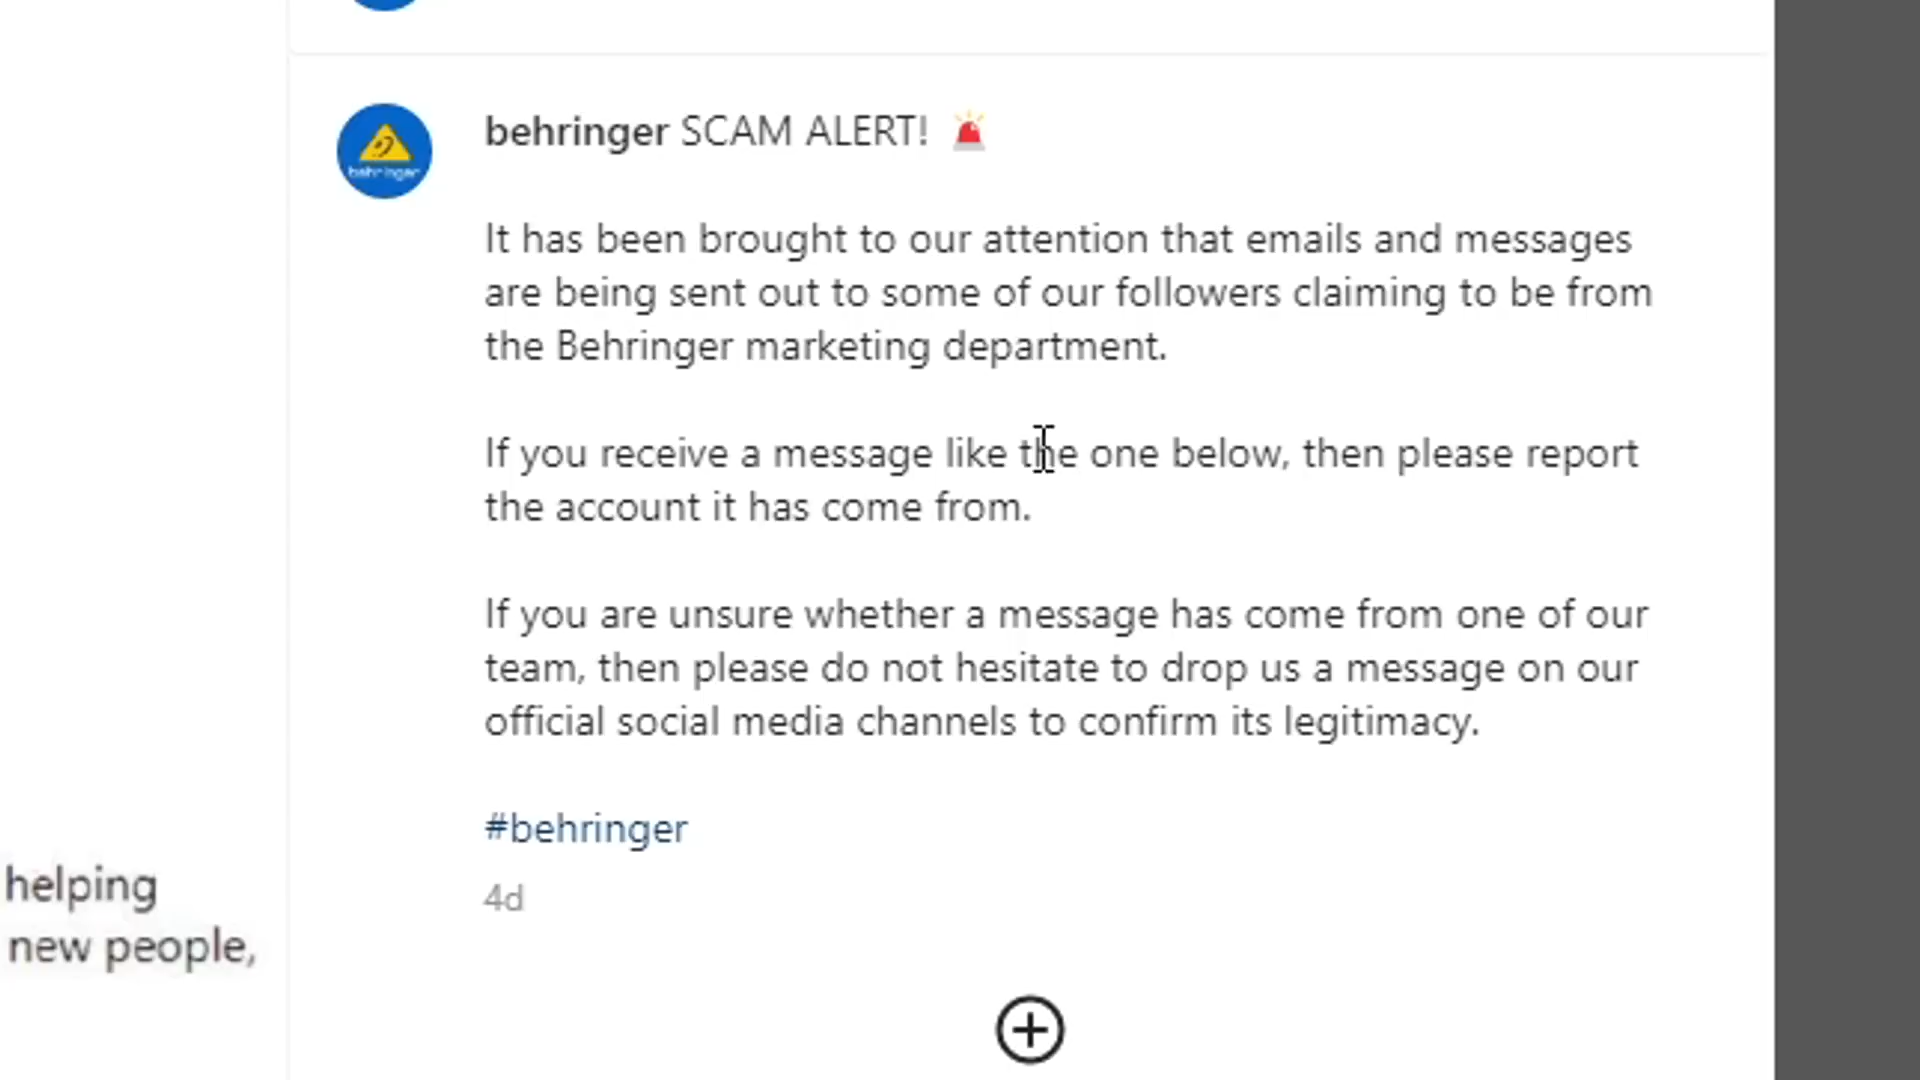 behringer SCAM ALERT! 🚨
behringer
It has been brought to our attention that emails and messages
are being sent out to some of our followers claiming to be from
the Behringer marketing department.
If you receive a message like the one below, then please report
the account it has come from.
If you are unsure whether a message has come from one of our
team, then please do not hesitate to drop us a message on our
official social media channels to confirm its legitimacy.
#behringer
4d
helping
new people,